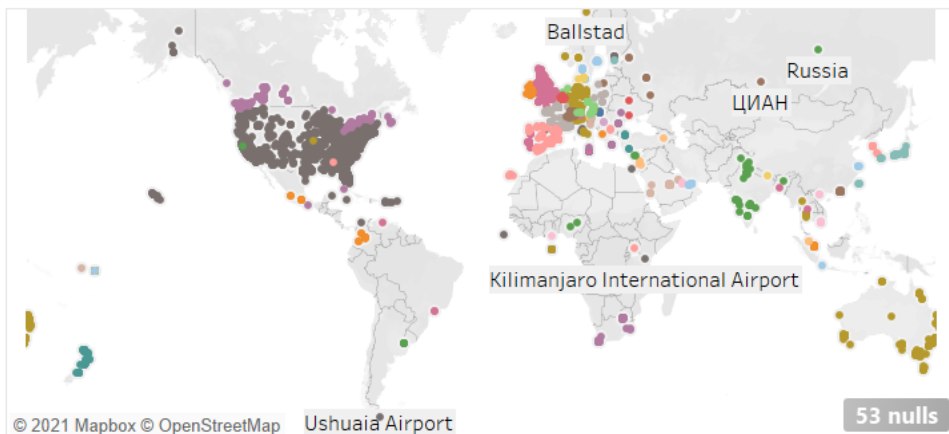 Ballstad
Russia
ЦИАН
Kilimanjaro International Airport
53 nulls
© 2021 Mapbox © OpenStreetMap
Ushuaia Airport